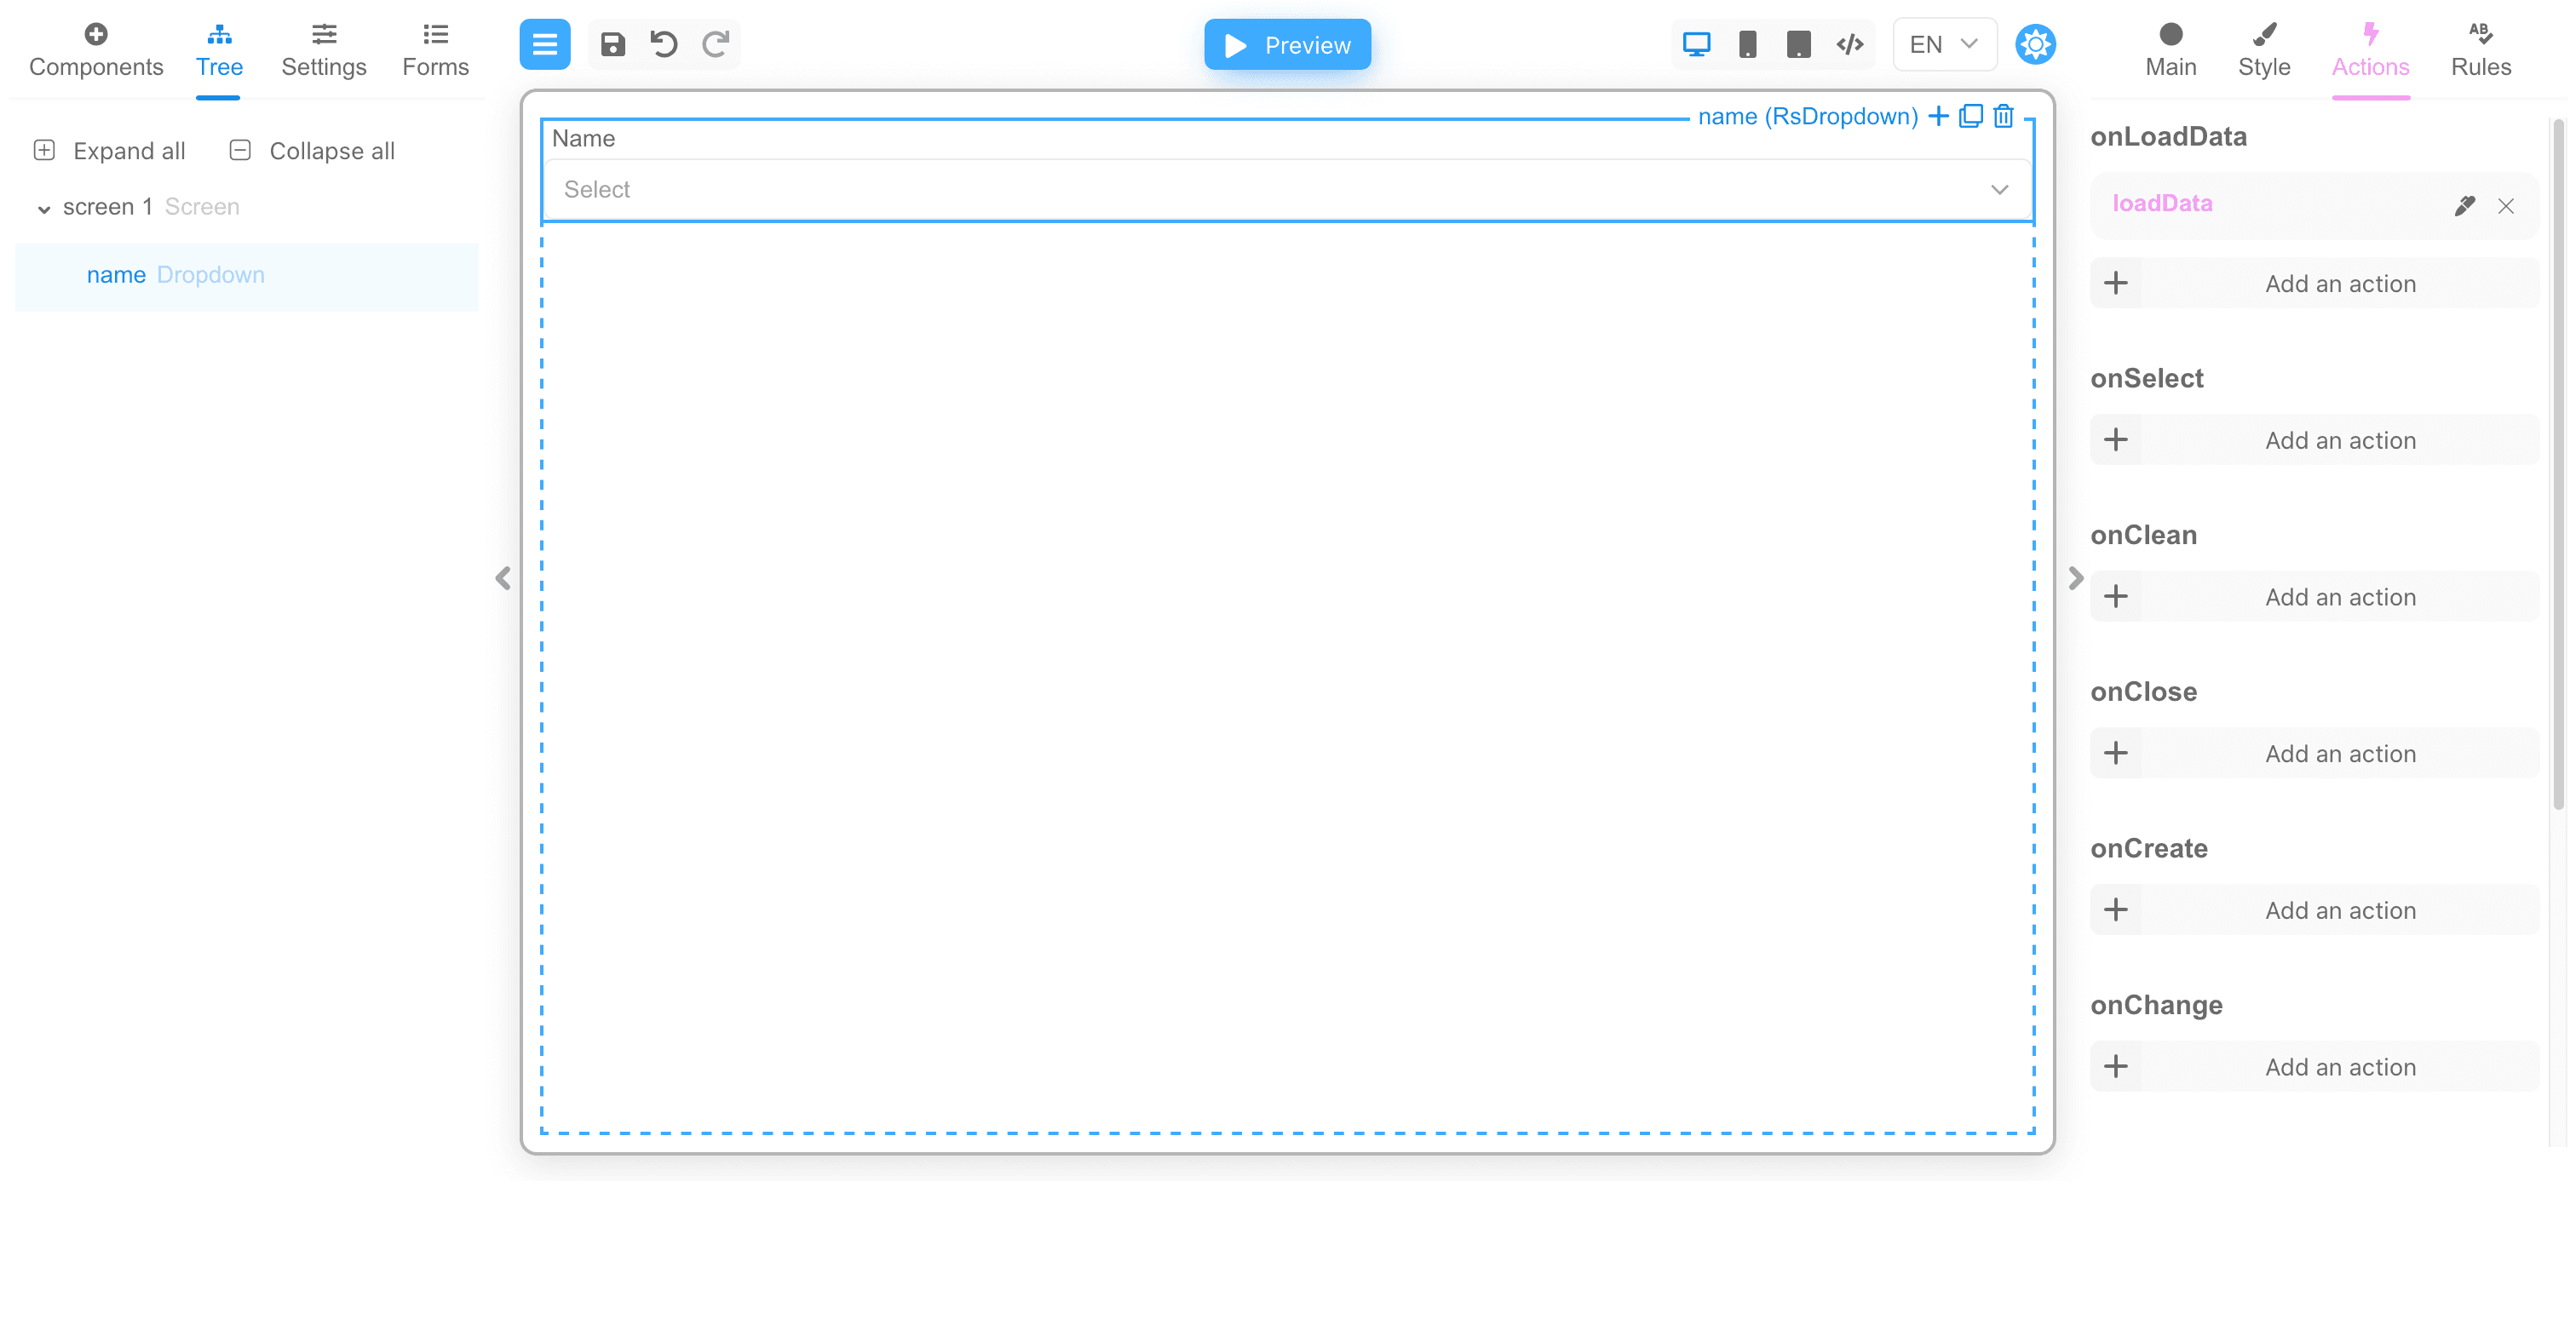 Components Tree Settings Forms
Expand all Collapse all
screen 1 Screen
name Dropdown
Preview
EN
name (RsDropdown)
Name
Select
Main Style Actions AB Rules
onLoadData
loadData
Add an action
onSelect
Add an action
onClean
Add an action
onClose
Add an action
onCreate
Add an action
onChange
Add an action